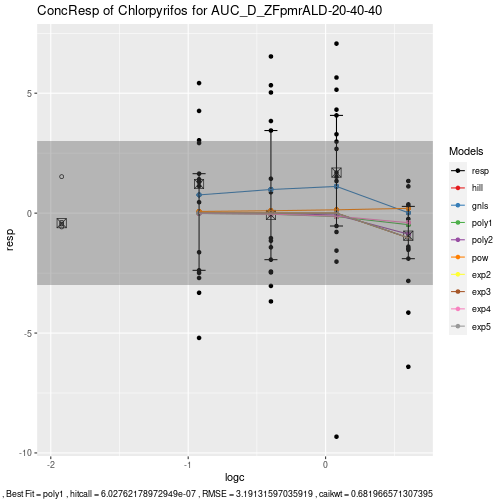 ConcResp of Chlorpyrifos for AUC_D_ZFpmrALD-20-40-40
5
0
-5
-10
resp
-2
-1
0
logc
Models
resp
hill
gnls
poly1
poly2
pow
exp2
exp3
exp4
exp5
, BestFit = poly1 , hitcall = 6.02762178972949e-07 , RMSE = 3.19131597035919 , caikwt = 0.681966571307395